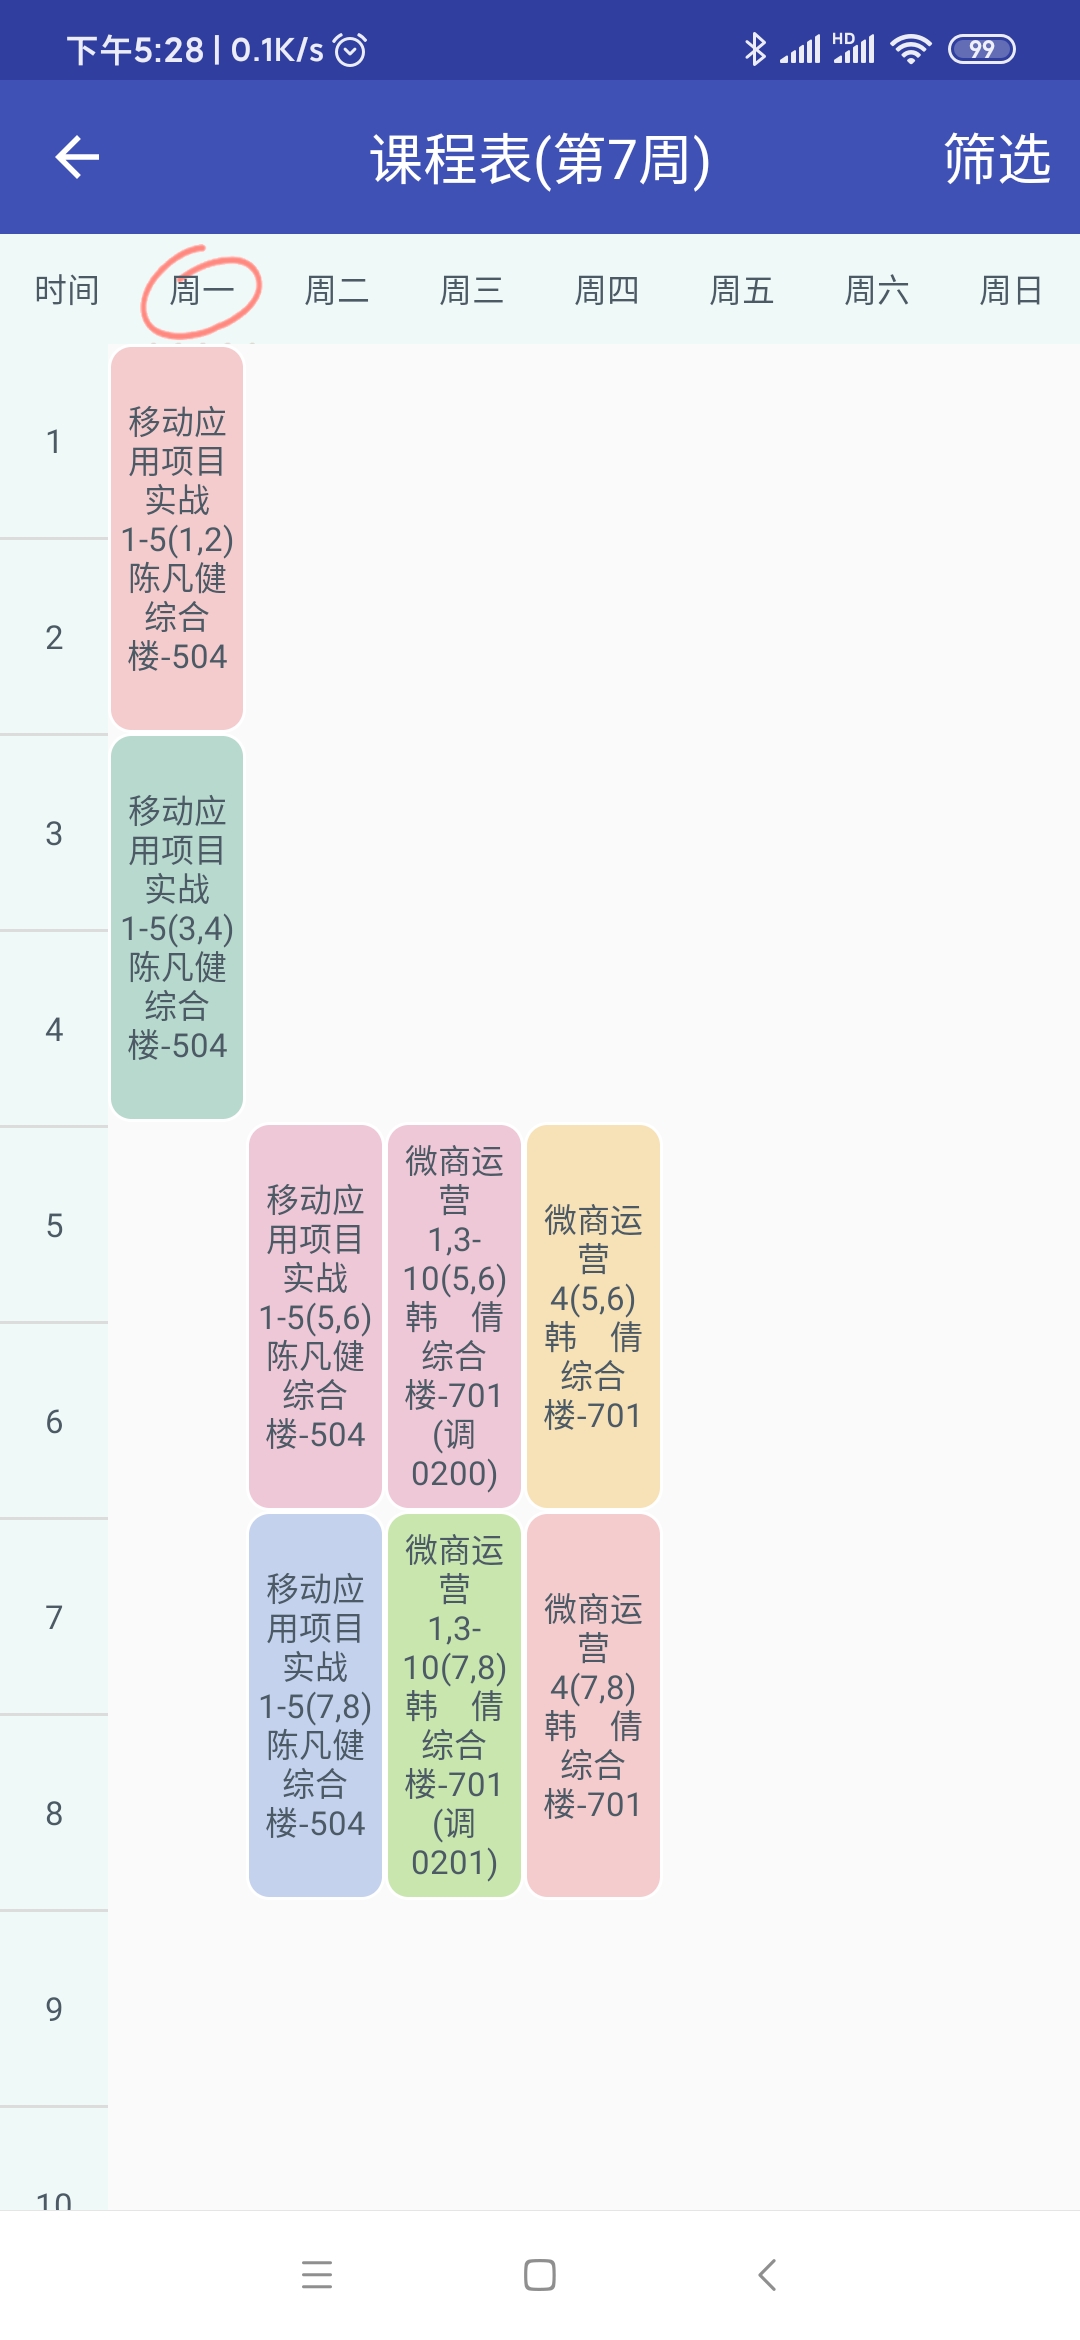 下午5:28 | 0.1K/s
HD
99
课程表(第7周)
筛选
时间 周一 周二 周三 周四 周五 周六 周日
1
2
3
4
5
6
7
8
9
10
移动应
用项目
实战
1-5(1,2)
陈凡健
综合
楼-504
移动应
用项目
实战
1-5(3,4)
陈凡健
综合
楼-504
移动应
用项目
实战
1-5(5,6)
陈凡健
综合
楼-504
移动应
用项目
实战
1-5(7,8)
陈凡健
综合
楼-504
微商运
营
1,3-
10(5,6)
韩　倩
综合
楼-701
(调
0200)
微商运
营
1,3-
10(7,8)
韩　倩
综合
楼-701
(调
0201)
微商运
营
4(5,6)
韩　倩
综合
楼-701
微商运
营
4(7,8)
韩　倩
综合
楼-701